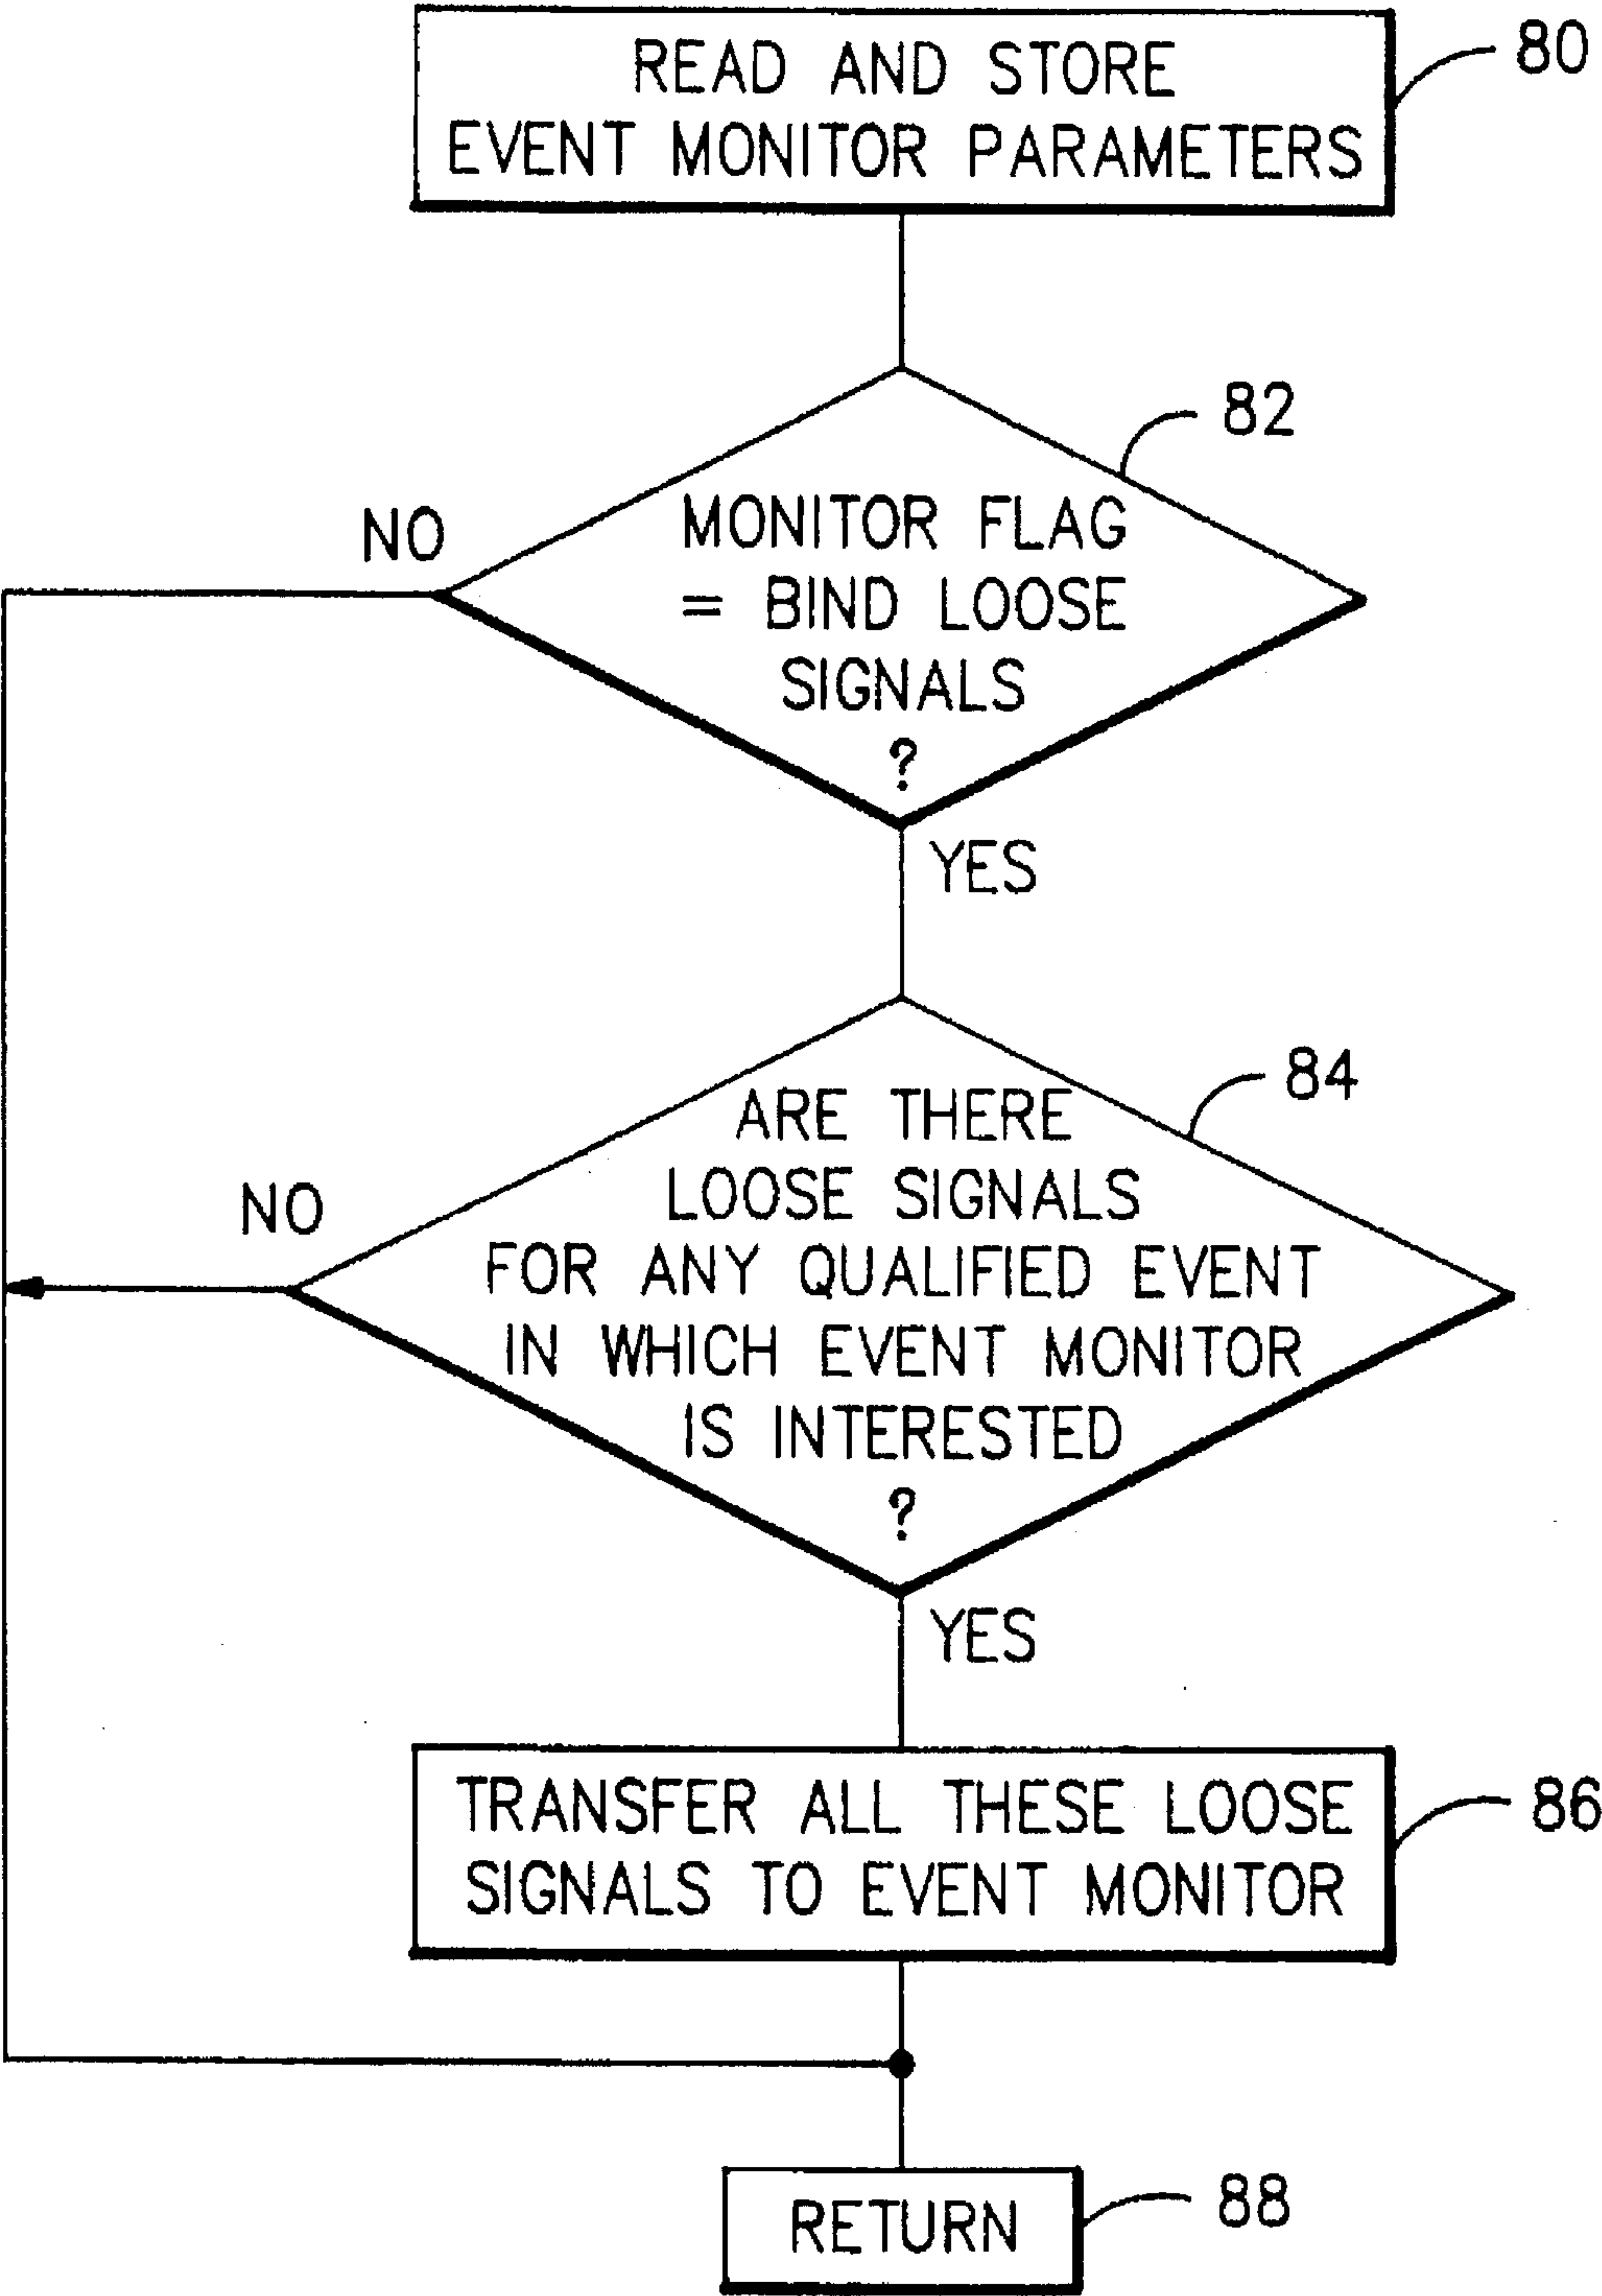 READ AND STORE
EVENT MONITOR PARAMETERS
80
82
MONITOR FLAG
= BIND LOOSE
SIGNALS
?
NO
YES
84
ARE THERE
LOOSE SIGNALS
FOR ANY QUALIFIED EVENT
IN WHICH EVENT MONITOR
IS INTERESTED
?
NO
YES
TRANSFER ALL THESE LOOSE
SIGNALS TO EVENT MONITOR
86
RETURN
88